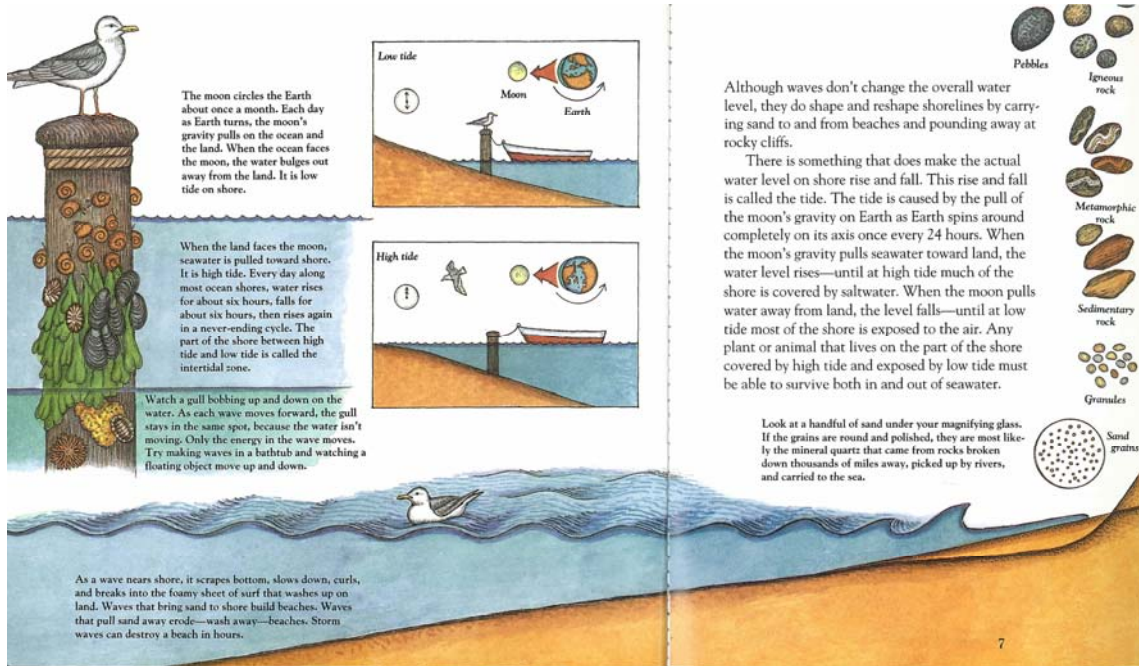 The moon circles the Earth
about once a month. Each day
as Earth turns, the moon's
gravity pulls on the ocean and
the land. When the ocean faces
the moon, the water bulges out
away from the land. It is low
tide on shore.
When the land faces the moon,
seawater is pulled toward shore.
It is high tide. Every day along
most ocean shores, water rises
for about six hours, falls for
about six hours, then rises again
in a never-ending cycle. The
part of the shore between high
tide and low tide is called the
intertidal zone.
Watch a gull bobbing up and down on the
water. As each wave moves forward, the gull
stays in the same spot, because the water isn't
moving. Only the energy in the wave moves.
Try making waves in a bathtub and watching a
floating object move up and down.
Low tide
Moon
Earth
High tide
As a wave nears shore, it scrapes bottom, slows down, curls,
and breaks into the foamy sheet of surf that washes up on
land. Waves that bring sand to shore build beaches. Waves
that pull sand away erode—wash away—beaches. Storm
waves can destroy a beach in hours.
Although waves don't change the overall water
level, they do shape and reshape shorelines by carry-
ing sand to and from beaches and pounding away at
rocky cliffs.
There is something that does make the actual
water level on shore rise and fall. This rise and fall
is called the tide. The tide is caused by the pull of
the moon's gravity on Earth as Earth spins around
completely on its axis once every 24 hours. When
the moon's gravity pulls seawater toward land, the
water level rises—until at high tide much of the
shore is covered by saltwater. When the moon pulls
water away from land, the level falls—until at low
tide most of the shore is exposed to the air. Any
plant or animal that lives on the part of the shore
covered by high tide and exposed by low tide must
be able to survive both in and out of seawater.
Look at a handful of sand under your magnifying glass.
If the grains are round and polished, they are most like-
ly the mineral quartz that came from rocks broken
down thousands of miles away, picked up by rivers,
and carried to the sea.
Pebbles
Igneous
rock
Metamorphic
rock
Sedimentary
rock
Granules
Sand
grains
7